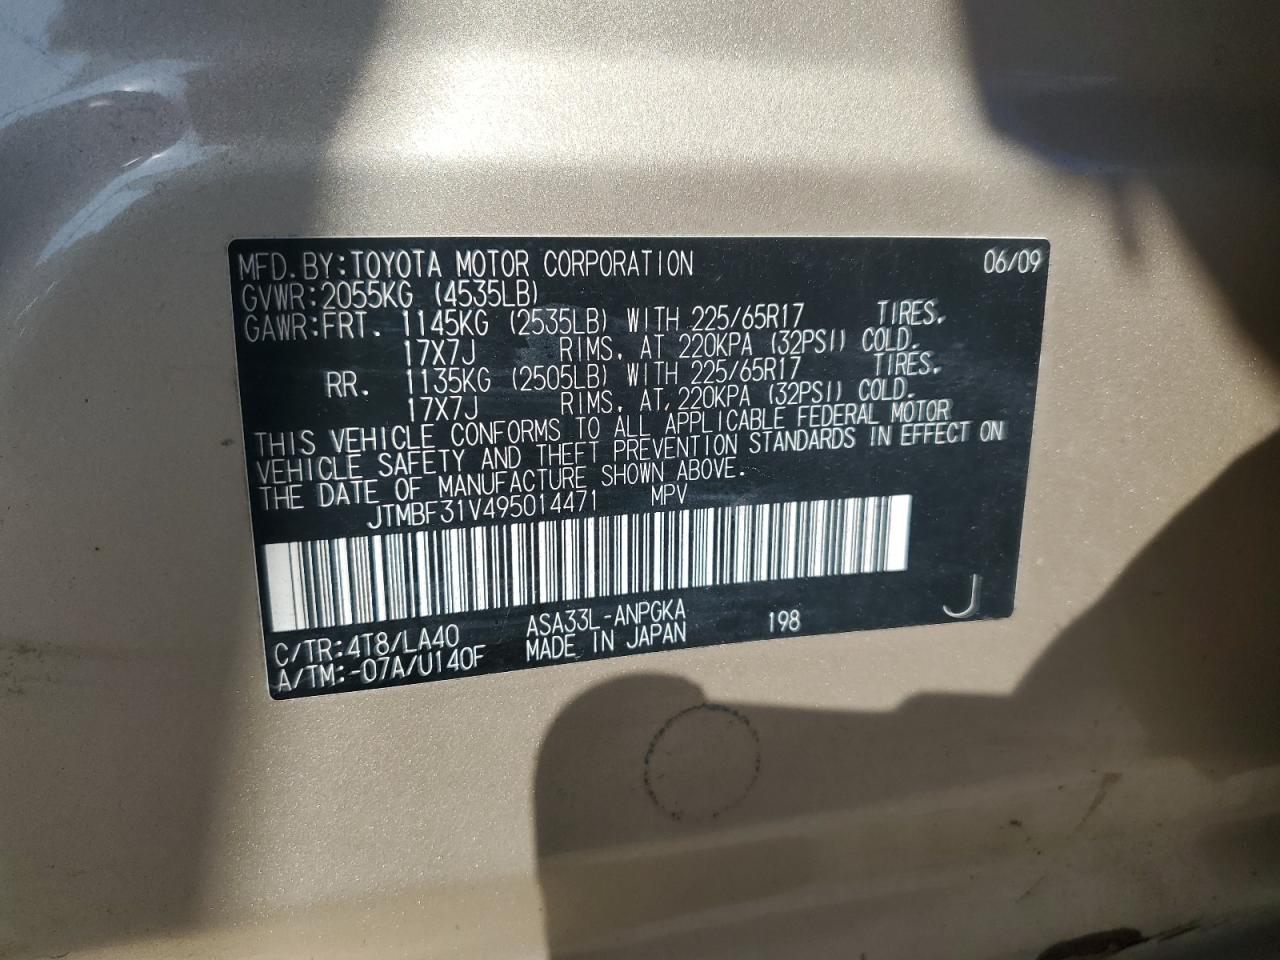 MFD.BY:TOYOTA MOTOR CORPORATION 06/09
GVWR:2055KG (4535LB)
GAWR:FRT. 1145KG (2535LB) WITH 225/65R17 TIRES,
17X7J RIMS, AT 220KPA (32PSI) COLD.
RR. 1135KG (2505LB) WITH 225/65R17 TIRES,
17X7J RIMS, AT 220KPA (32PSI) COLD.
THIS VEHICLE CONFORMS TO ALL APPLICABLE FEDERAL MOTOR
VEHICLE SAFETY AND THEFT PREVENTION STANDARDS IN EFFECT ON
THE DATE OF MANUFACTURE SHOWN ABOVE.
JTMBF31V495014471 MPV
C/TR:4T8/LA40 ASA33L-ANPGKA 198 J
A/TM:-07A/U140F MADE IN JAPAN